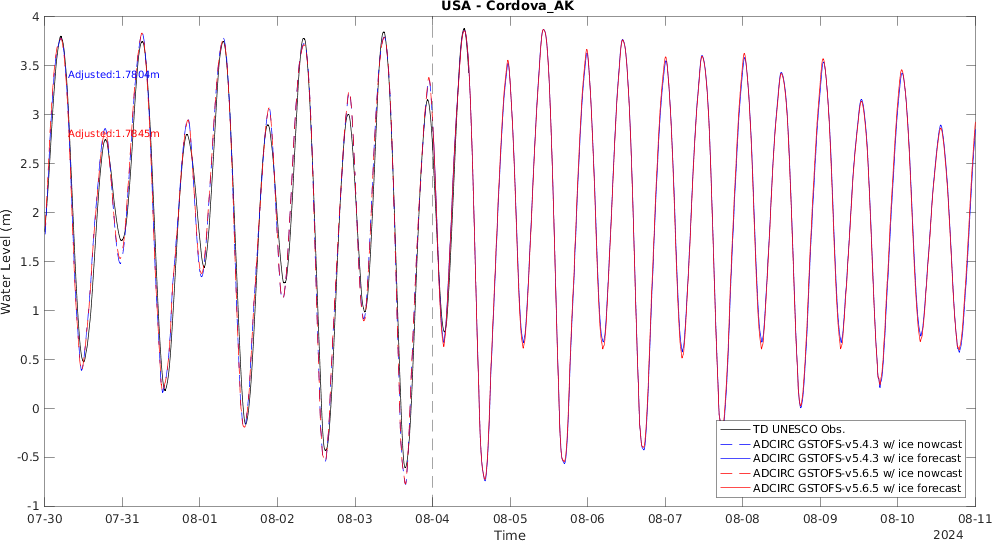 USA - Cordova_AK
4
3.5
3
2.5
2
1.5
1
0.5
0
-0.5
-1
Water Level (m)
Adjusted:1.7804m
Adjusted:1.7845m
TD UNESCO Obs.
ADCIRC GSTOFS-v5.4.3 w/ ice nowcast
ADCIRC GSTOFS-v5.4.3 w/ ice forecast
ADCIRC GSTOFS-v5.6.5 w/ ice nowcast
ADCIRC GSTOFS-v5.6.5 w/ ice forecast
07-30 07-31 08-01 08-02 08-03 08-04 08-05 08-06 08-07 08-08 08-09 08-10 08-11
Time
2024